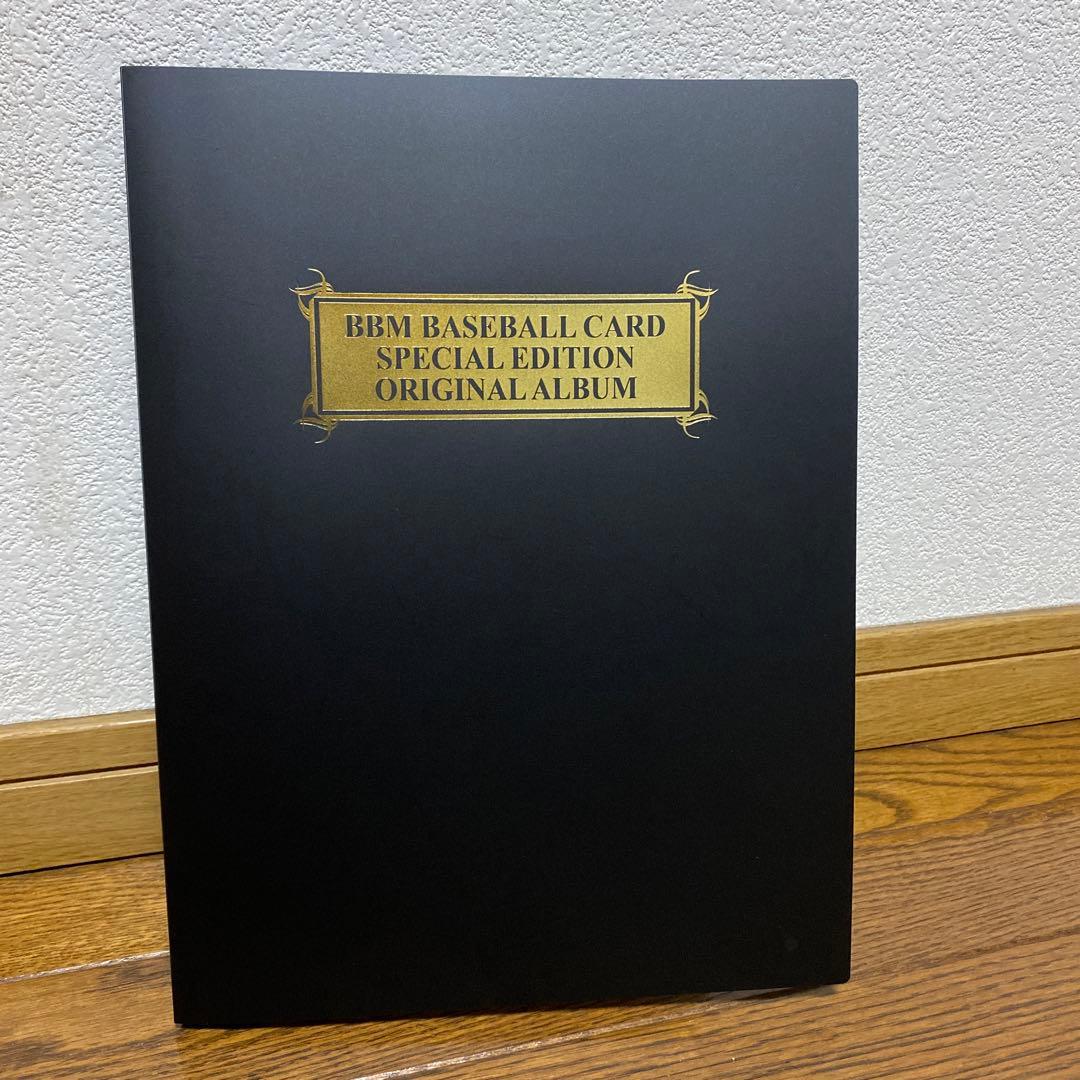 BBM BASEBALL CARD
SPECIAL EDITION
ORIGINAL ALBUM